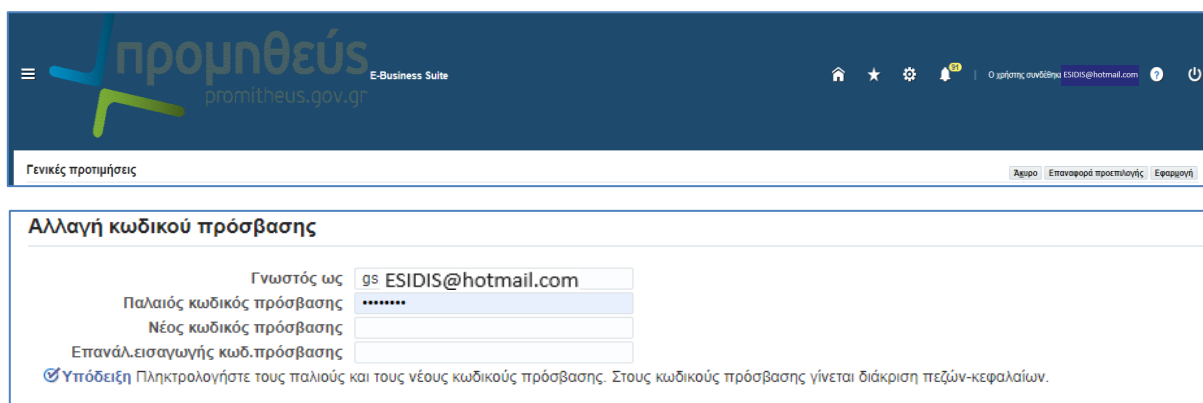 προμηθεύς
E-Business Suite
promitheus.gov.gr
91
Ο χρήστης συνδέθηκε ESIDIS@hotmail.com ?
Γενικές προτιμήσεις
Άκυρο Επαναφορά προεπιλογής Εφαρμογή
Αλλαγή κωδικού πρόσβασης
Γνωστός ως gs ESIDIS@hotmail.com
Παλαιός κωδικός πρόσβασης ••••••••
Νέος κωδικός πρόσβασης
Επανάλ.εισαγωγής κωδ.πρόσβασης
Υπόδειξη Πληκτρολογήστε τους παλιούς και τους νέους κωδικούς πρόσβασης. Στους κωδικούς πρόσβασης γίνεται διάκριση πεζών-κεφαλαίων.